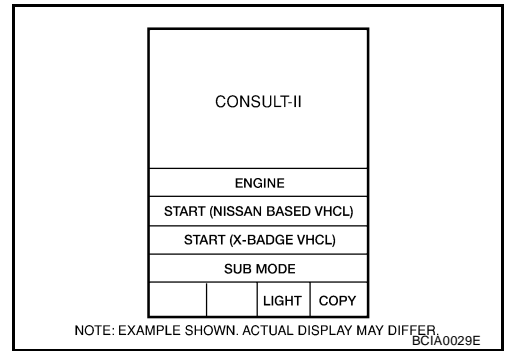 CONSULT-II
ENGINE
START (NISSAN BASED VHCL)
START (X-BADGE VHCL)
SUB MODE
LIGHT COPY
NOTE: EXAMPLE SHOWN. ACTUAL DISPLAY MAY DIFFER.
BCIA0029E